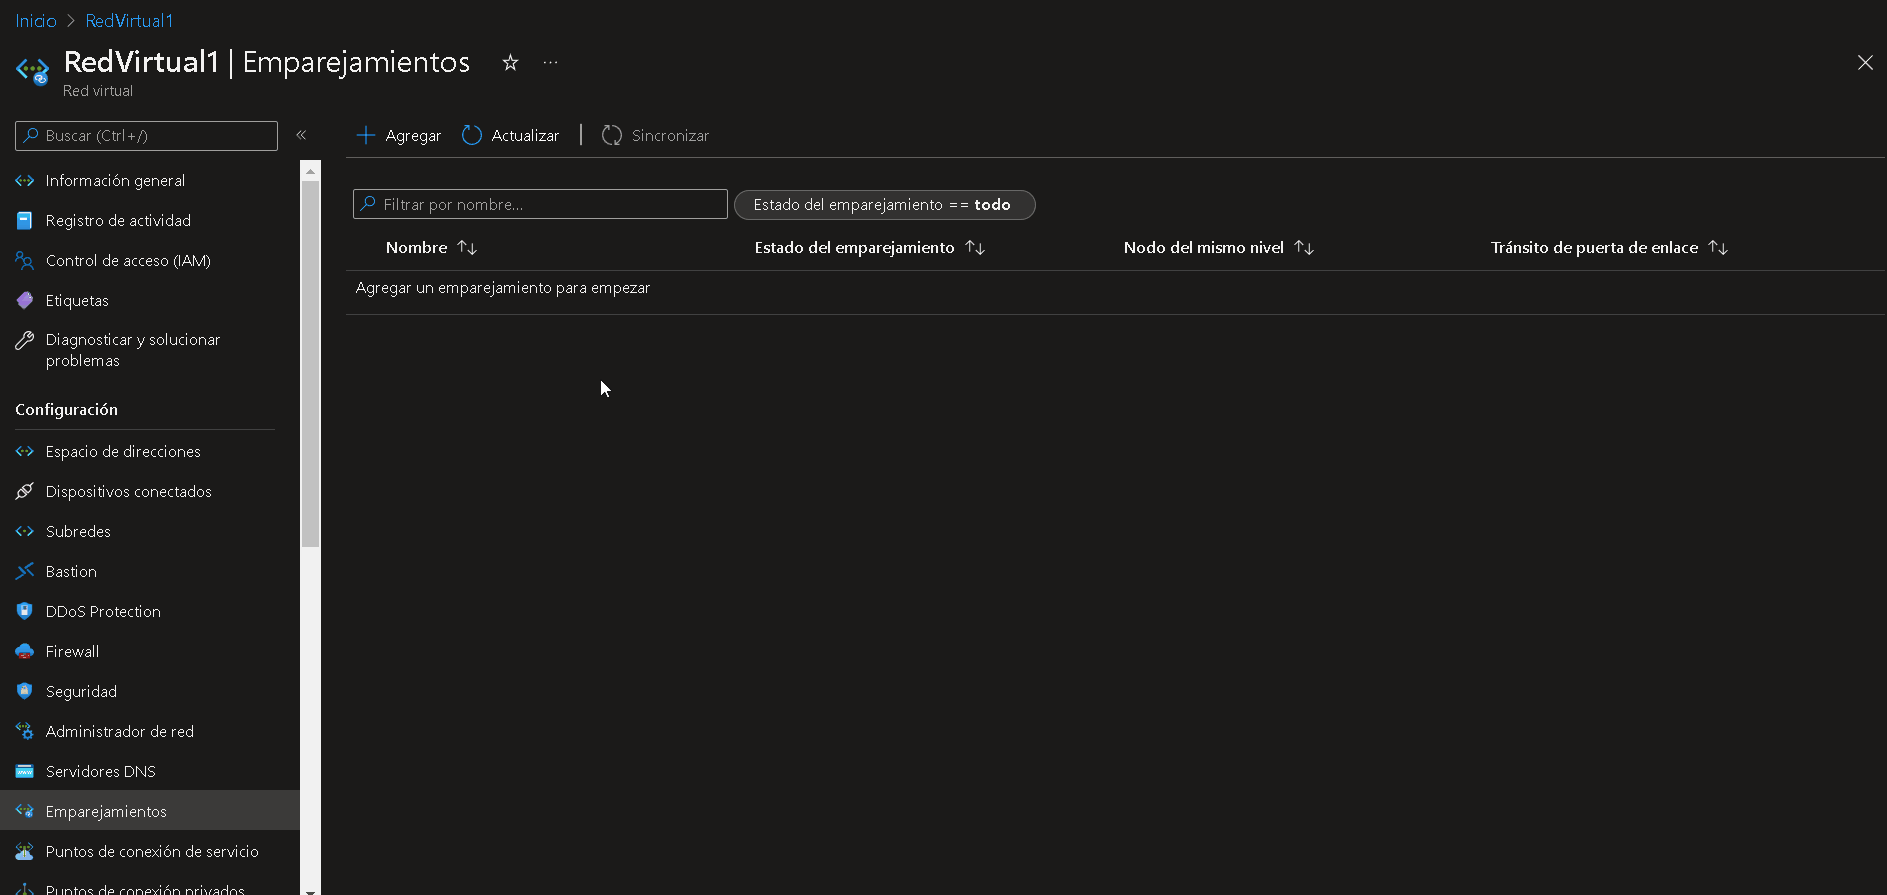 Inicio > RedVirtual1
RedVirtual1 | Emparejamientos
Red virtual
Buscar (Ctrl+/)
Información general
Registro de actividad
Control de acceso (IAM)
Etiquetas
Diagnosticar y solucionar
problemas
Configuración
Espacio de direcciones
Dispositivos conectados
Subredes
Bastion
DDoS Protection
Firewall
Seguridad
Administrador de red
Servidores DNS
Emparejamientos
Puntos de conexión de servicio
Puntos de conexión privados
Agregar Actualizar | Sincronizar
Filtrar por nombre... Estado del emparejamiento == todo
Nombre Estado del emparejamiento Nodo del mismo nivel Tránsito de puerta de enlace
Agregar un emparejamiento para empezar